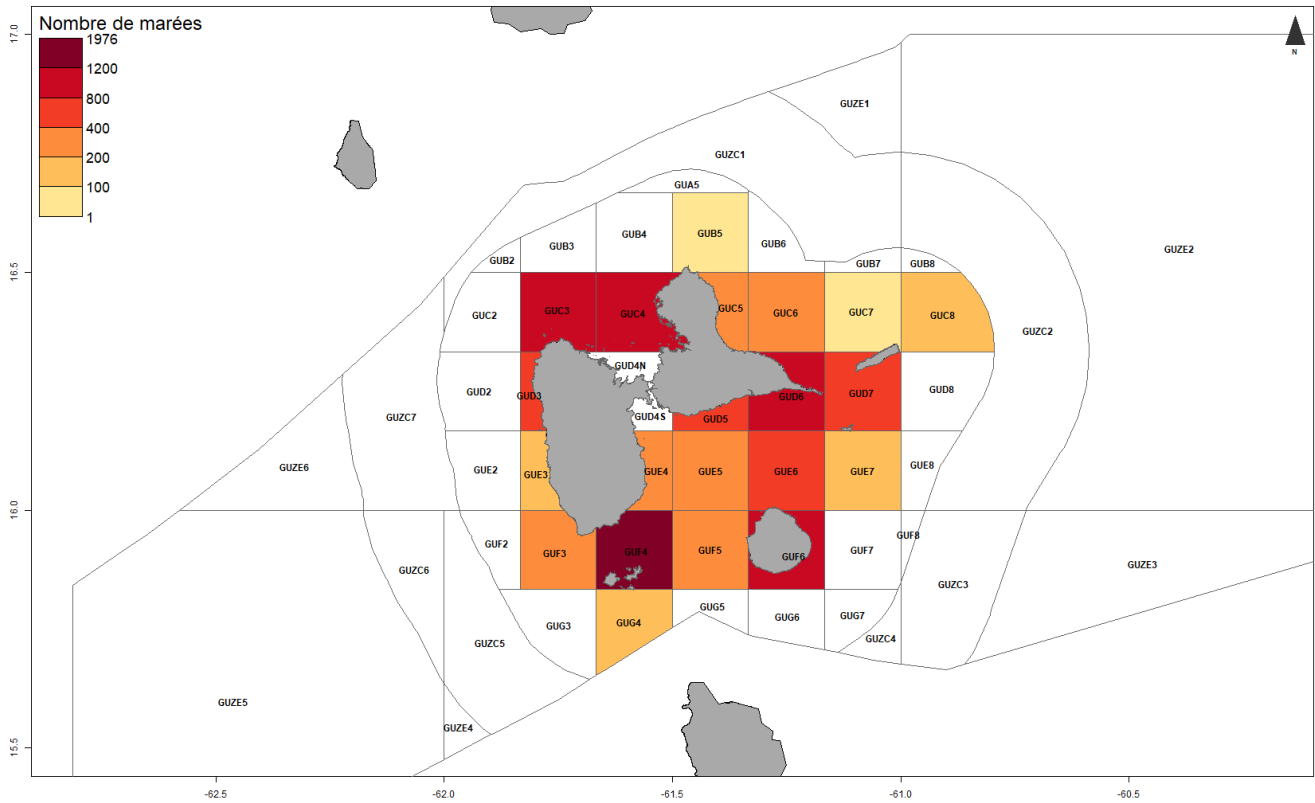 Nombre de marées
1976
1200
800
400
200
100
1
N
17.0
16.5
16.0
15.5
-62.5
-62.0
-61.5
-61.0
-60.5
GUZE1
GUZC1
GUA5
GUB2
GUB3
GUB4
GUB5
GUB6
GUB7
GUB8
GUZE2
GUC2
GUC3
GUC4
GUC5
GUC6
GUC7
GUC8
GUZC2
GUD2
GUD3
GUD4N
GUD4S
GUD5
GUD6
GUD7
GUD8
GUZC7
GUZE6
GUE2
GUE3
GUE4
GUE5
GUE6
GUE7
GUE8
GUF2
GUF3
GUF4
GUF5
GUF6
GUF7
GUF8
GUZC6
GUZC3
GUZE3
GUZC5
GUG3
GUG4
GUG5
GUG6
GUG7
GUZC4
GUZE5
GUZE4